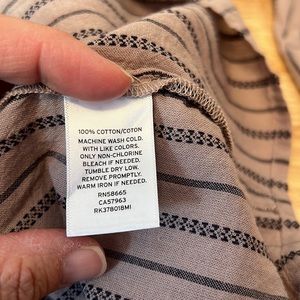 100% COTTON/COTON
MACHINE WASH COLD.
WITH LIKE COLORS.
ONLY NON-CHLORINE
BLEACH IF NEEDED.
TUMBLE DRY LOW.
REMOVE PROMPTLY.
WARM IRON IF NEEDED.
RN58665
CA57963
RK37B018MI